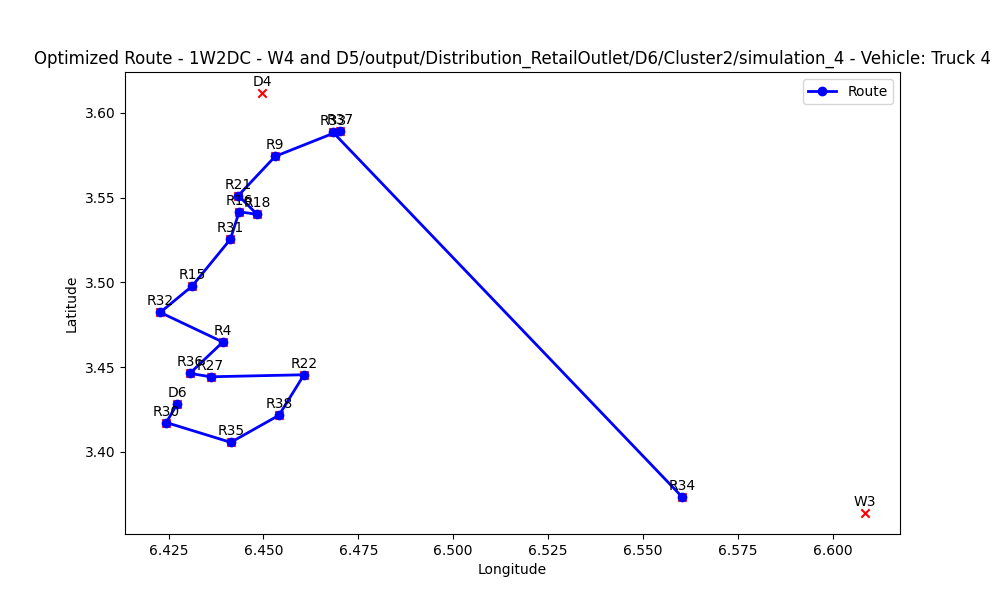 Optimized Route - 1W2DC - W4 and D5/output/Distribution_RetailOutlet/D6/Cluster2/simulation_4 - Vehicle: Truck 4
D4
Route
3.60
R33
R37
R9
3.55
R21
R16
R18
R31
3.50
R15
R32
R4
3.45
R36
R27
R22
D6
R30
R38
R35
3.40
R34
W3
Latitude
6.425
6.450
6.475
6.500
6.525
6.550
6.575
6.600
Longitude